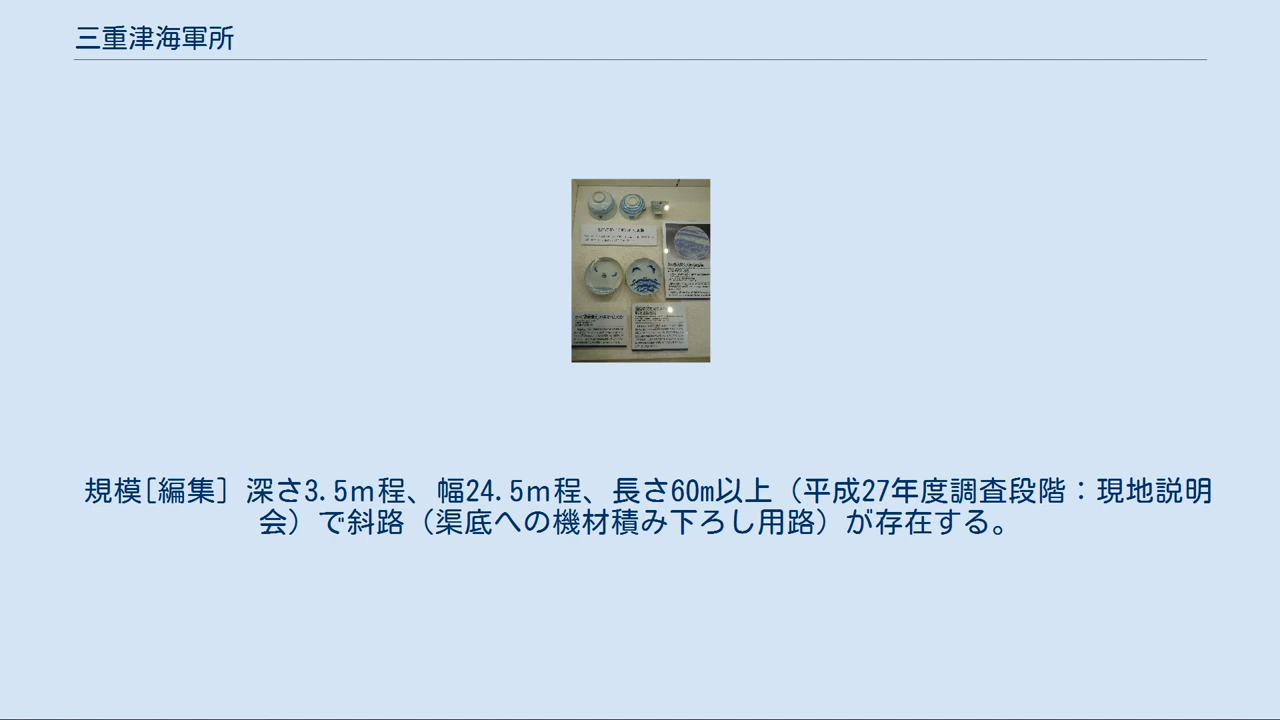 三重津海軍所
規模[編集] 深さ3.5ｍ程、幅24.5ｍ程、長さ60m以上（平成27年度調査段階：現地説明
会）で斜路（渠底への機材積み下ろし用路）が存在する。